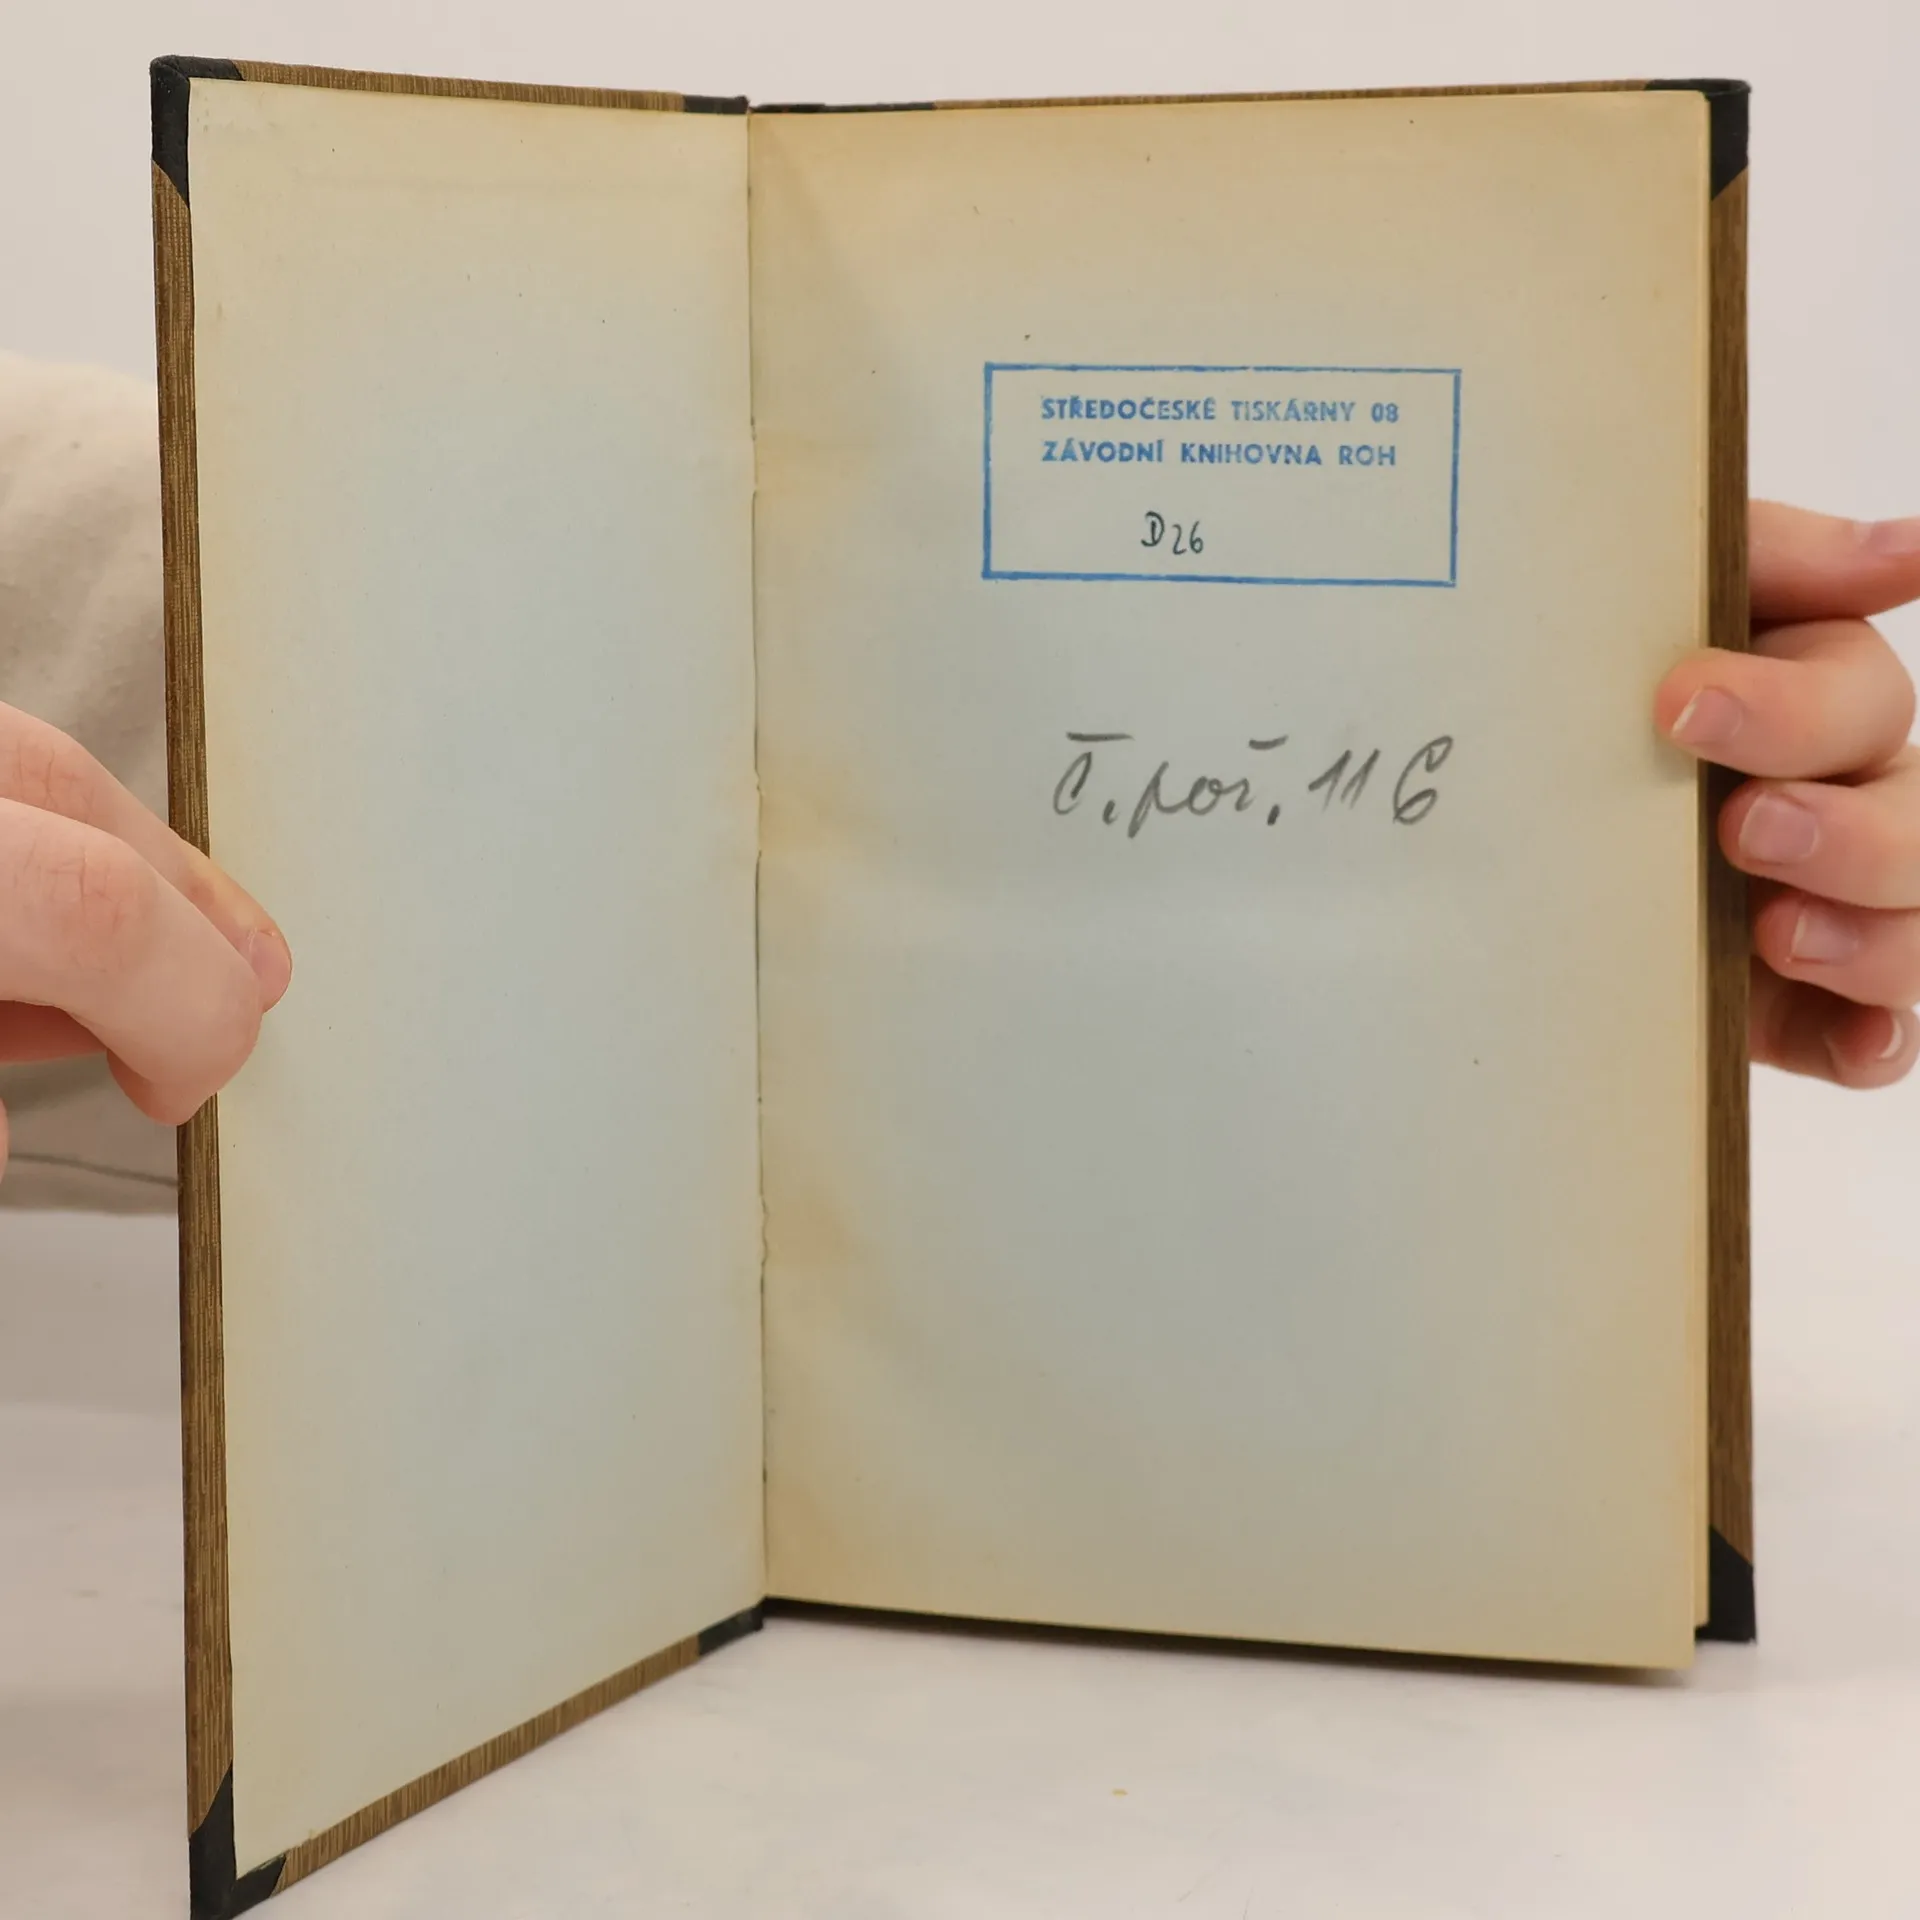 STŘEDOČESKÉ TISKÁRNY 08
ZÁVODNÍ KNIHOVNA ROH
D26
č. poř. 116